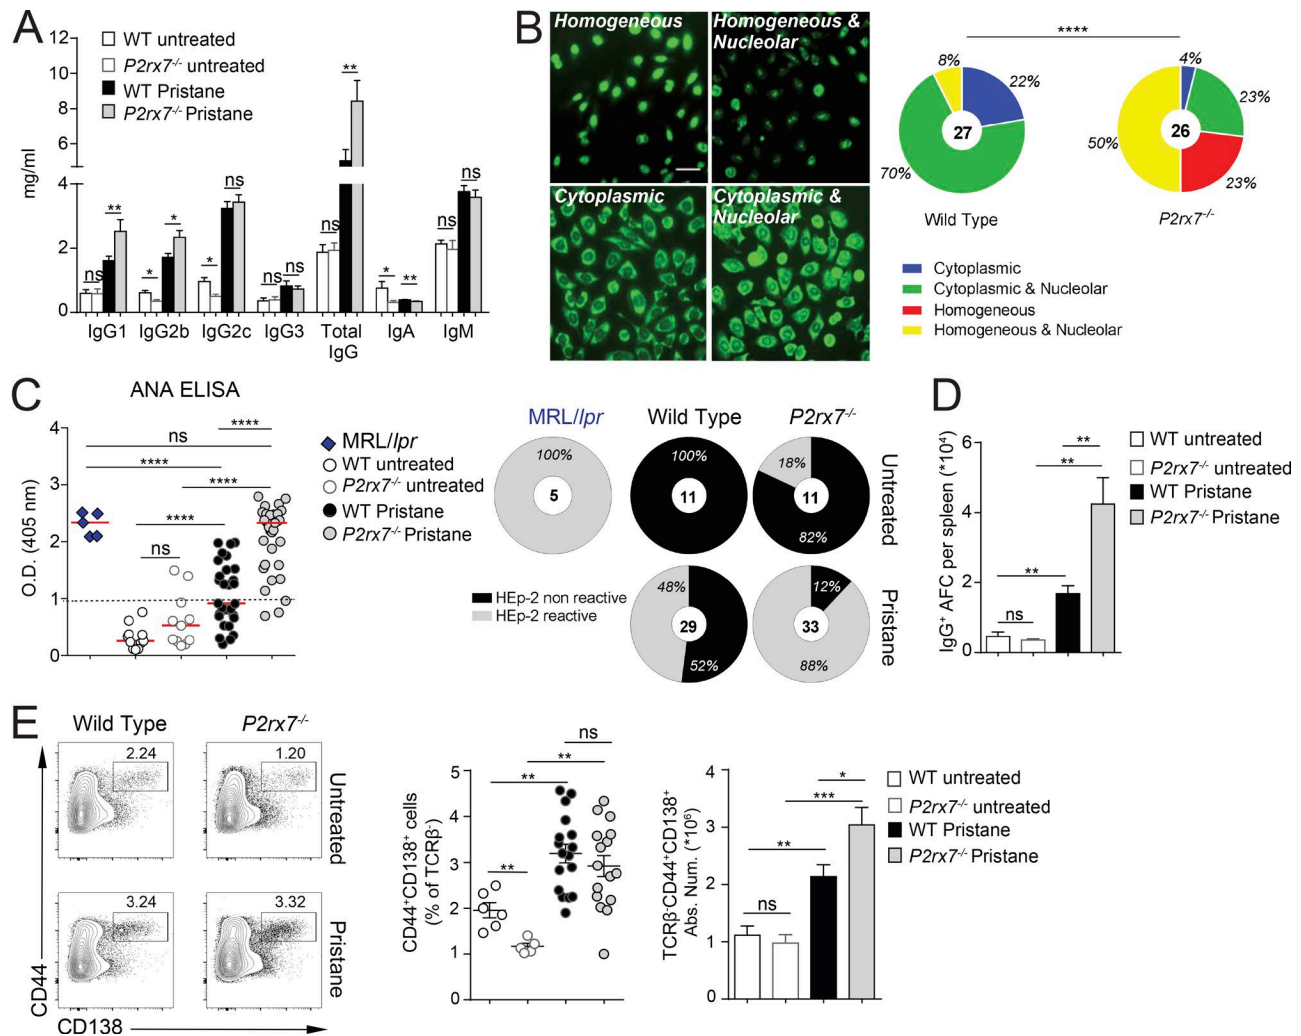 A
12
10
8
6
4
2
0
mg/ml
WT untreated
P2rx7-/- untreated
WT Pristane
P2rx7-/- Pristane
ns
**
*
*
*
ns
ns
ns
ns
**
*
**
ns
ns
IgG1
IgG2b
IgG2c
IgG3
Total
IgG
IgA
IgM
B
Homogeneous
Homogeneous &
Nucleolar
Cytoplasmic
Cytoplasmic &
Nucleolar
****
8%
22%
27
70%
Wild Type
4%
23%
50%
26
23%
P2rx7-/-
Cytoplasmic
Cytoplasmic & Nucleolar
Homogeneous
Homogeneous & Nucleolar
C
ANA ELISA
O.D. (405 nm)
4
3
2
1
0
****
ns
****
****
****
ns
MRL/lpr
WT untreated
P2rx7-/- untreated
WT Pristane
P2rx7-/- Pristane
MRL/lpr
Wild Type
P2rx7-/-
100%
5
100%
11
18%
11
82%
Untreated
HEp-2 non reactive
HEp-2 reactive
48%
29
52%
12%
33
88%
Pristane
D
IgG+ AFC per spleen (*10⁴)
6
4
2
0
**
**
**
ns
WT untreated
P2rx7-/- untreated
WT Pristane
P2rx7-/- Pristane
E
Wild Type
P2rx7-/-
2.24
1.20
Untreated
3.24
3.32
Pristane
CD44
CD138
CD44+CD138+ cells
(% of TCRβ-)
5
4
3
2
1
0
ns
**
**
**
TCRβ-CD44+CD138+
Abs. Num. (*10⁶)
4
3
2
1
0
*
***
**
ns
WT untreated
P2rx7-/- untreated
WT Pristane
P2rx7-/- Pristane